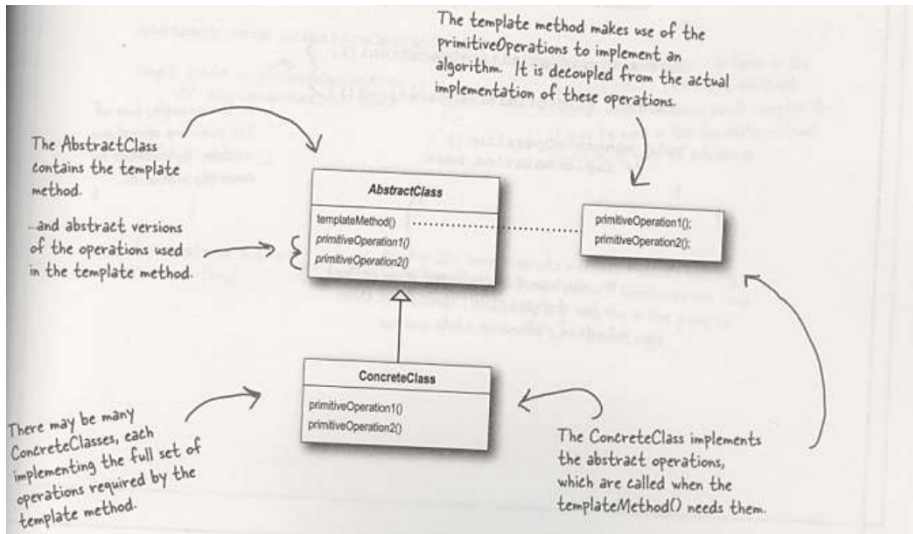 The template method makes use of the
primitiveOperations to implement an
algorithm. It is decoupled from the actual
implementation of these operations.
The AbstractClass
contains the template
method.
...and abstract versions
of the operations used
in the template method.
AbstractClass
templateMethod()
primitiveOperation1()
primitiveOperation2()
primitiveOperation1();
primitiveOperation2();
ConcreteClass
primitiveOperation1()
primitiveOperation2()
There may be many
ConcreteClasses, each
implementing the full set of
operations required by the
template method.
The ConcreteClass implements
the abstract operations,
which are called when the
templateMethod() needs them.